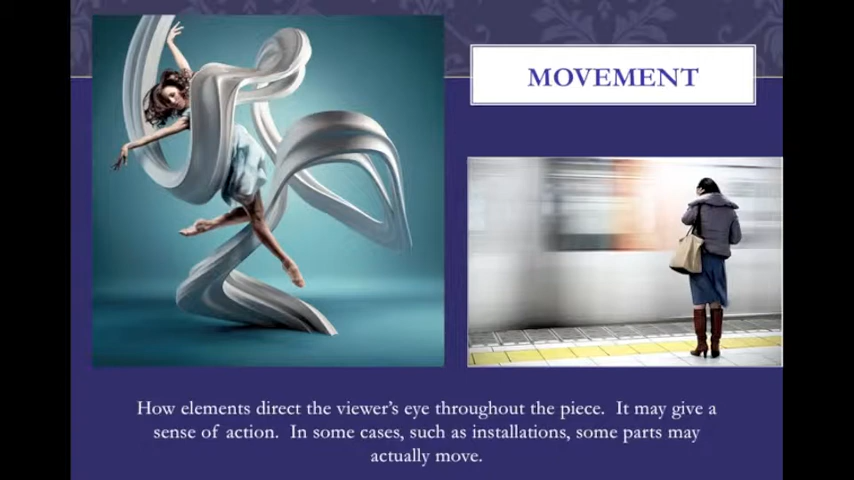 MOVEMENT
How elements direct the viewer's eye throughout the piece.  It may give a
sense of action.  In some cases, such as installations, some parts may
actually move.